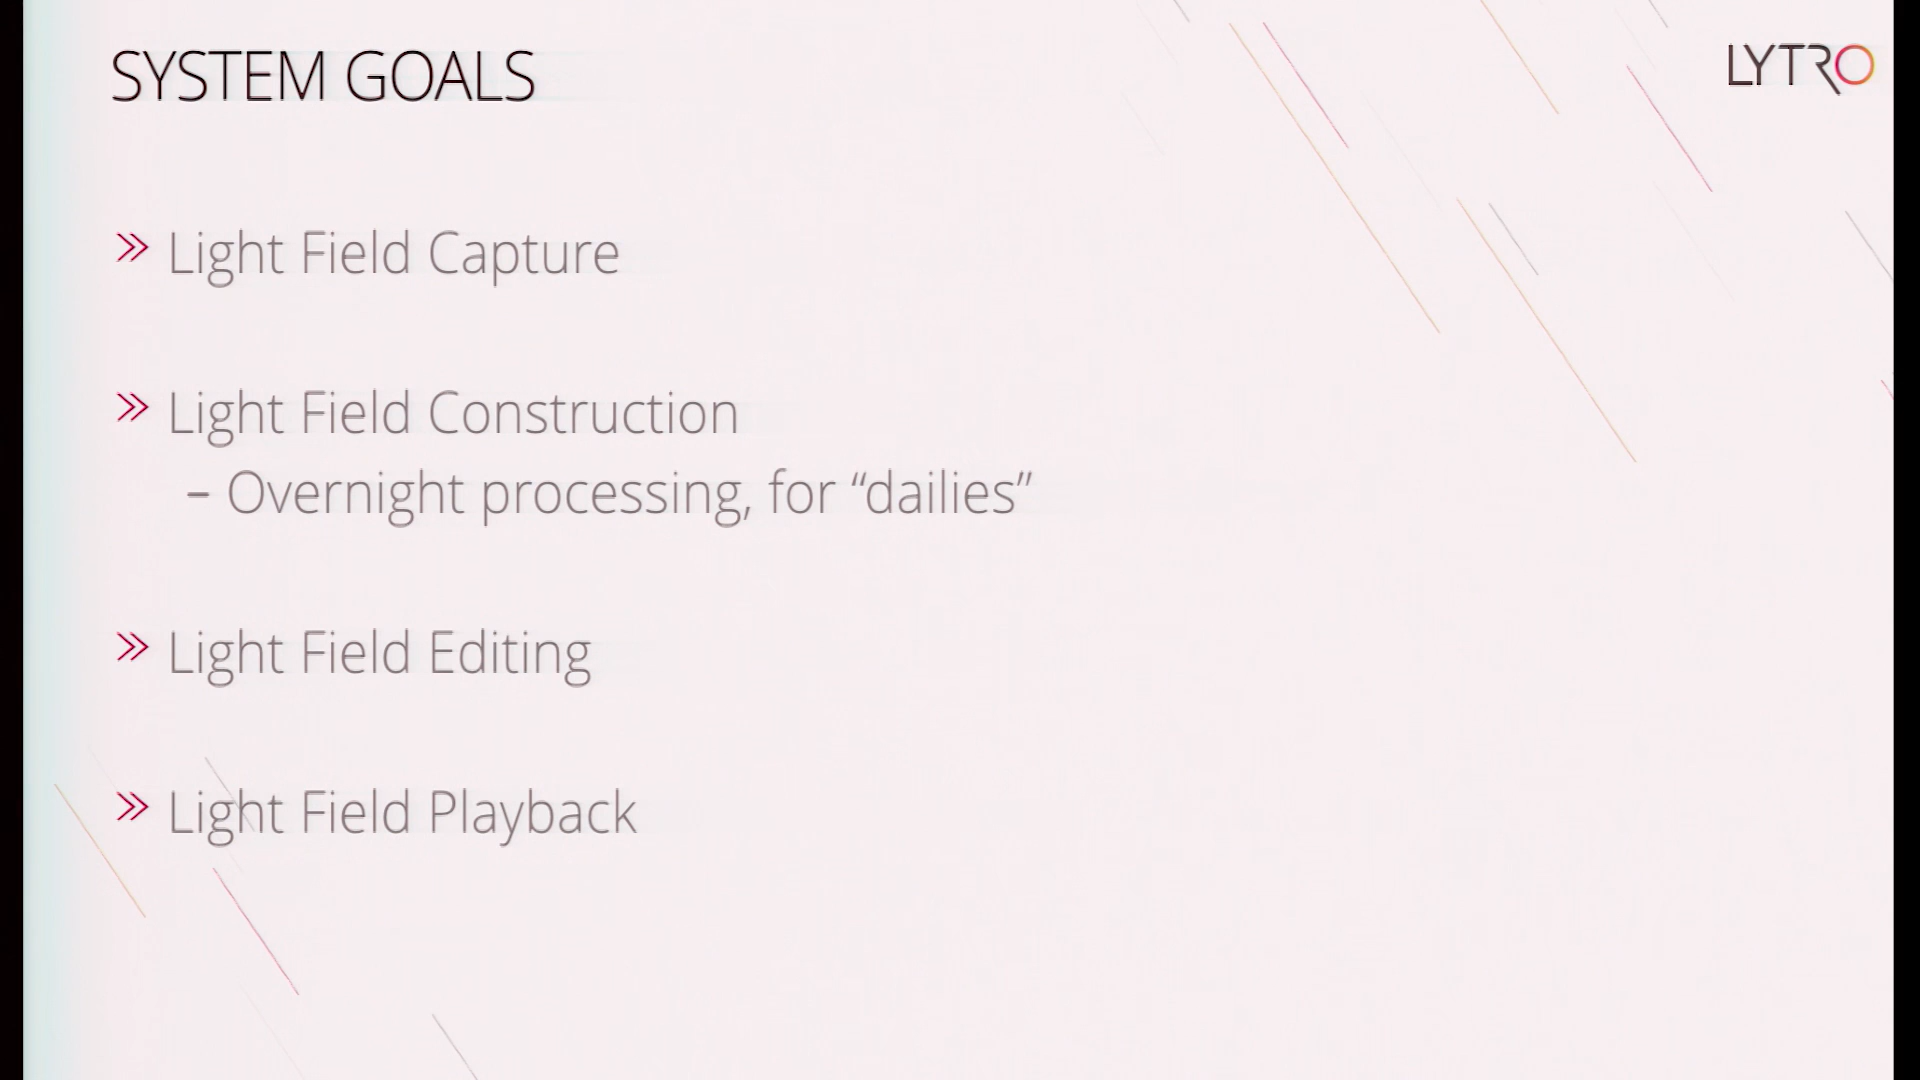 SYSTEM GOALS
LYTRO
» Light Field Capture
» Light Field Construction
– Overnight processing, for “dailies”
» Light Field Editing
» Light Field Playback